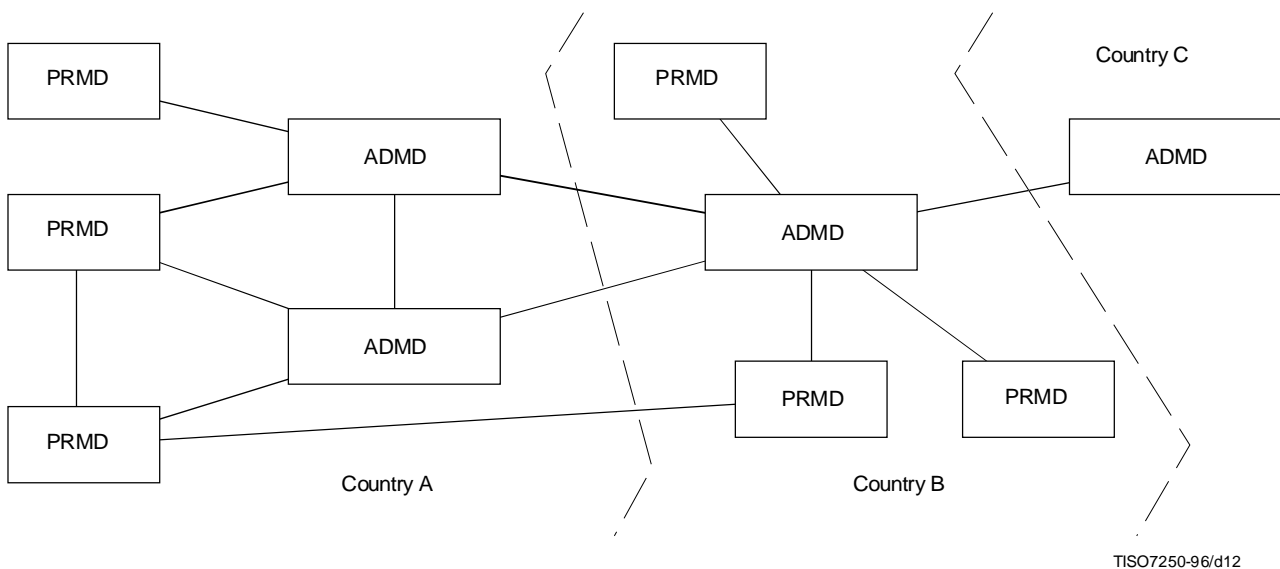 Country C
PRMD
PRMD
ADMD
ADMD
PRMD
ADMD
ADMD
PRMD
PRMD
PRMD
Country A
Country B
TISO7250-96/d12